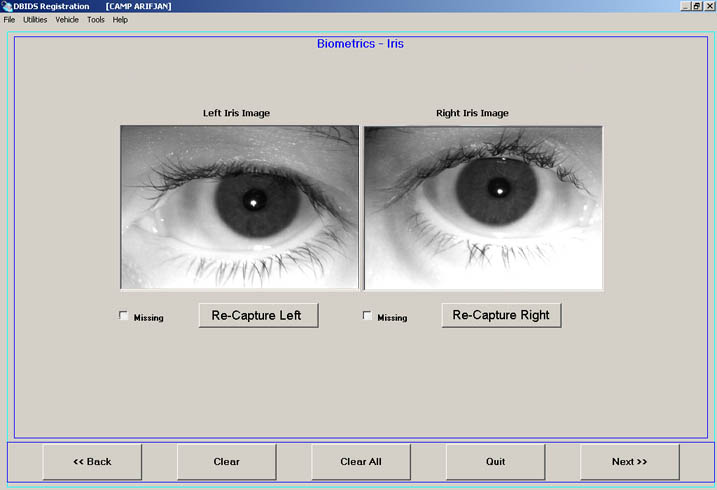 DBIDS Registration [CAMP ARIFJAN]
File Utilities Vehicle Tools Help
Biometrics - Iris
Left Iris Image Right Iris Image
Missing Re-Capture Left Missing Re-Capture Right
<< Back Clear Clear All Quit Next >>